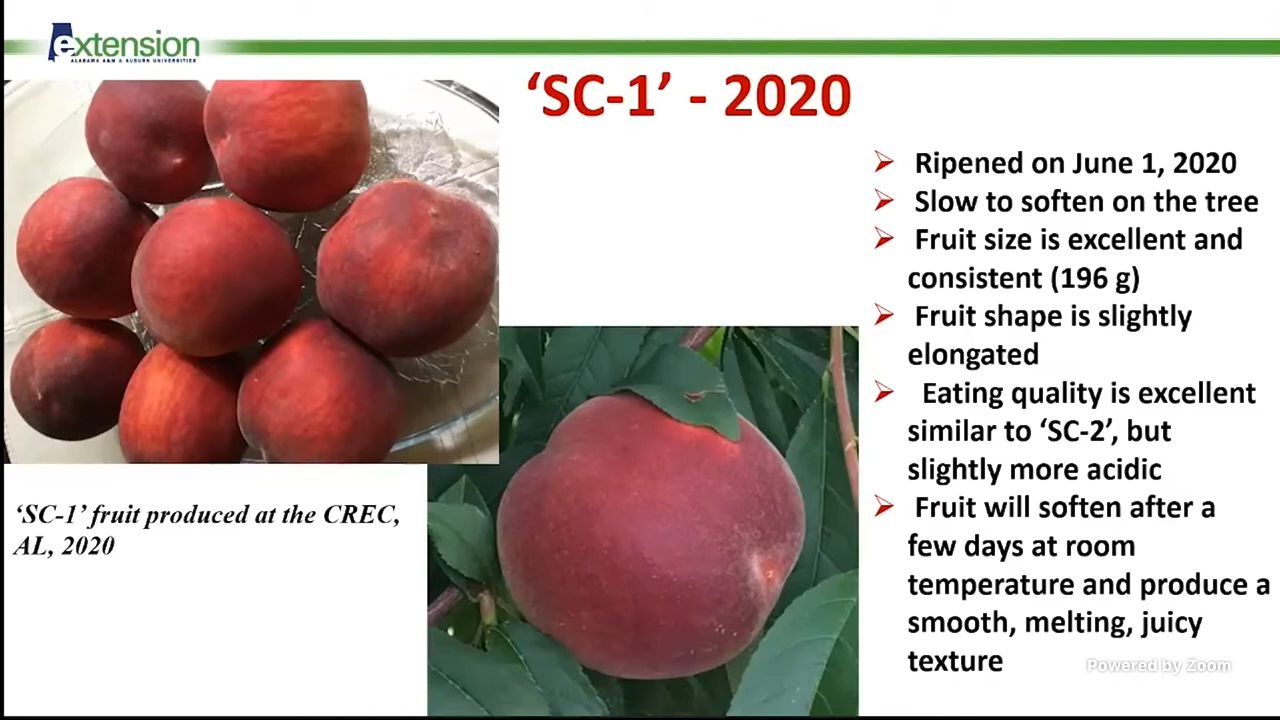 extension
ALABAMA A&M & AUBURN UNIVERSITIES
‘SC-1’ - 2020
Ripened on June 1, 2020
Slow to soften on the tree
Fruit size is excellent and
consistent (196 g)
Fruit shape is slightly
elongated
Eating quality is excellent
similar to ‘SC-2’, but
slightly more acidic
Fruit will soften after a
few days at room
temperature and produce a
smooth, melting, juicy
texture
‘SC-1’ fruit produced at the CREC,
AL, 2020
Powered by Zoom